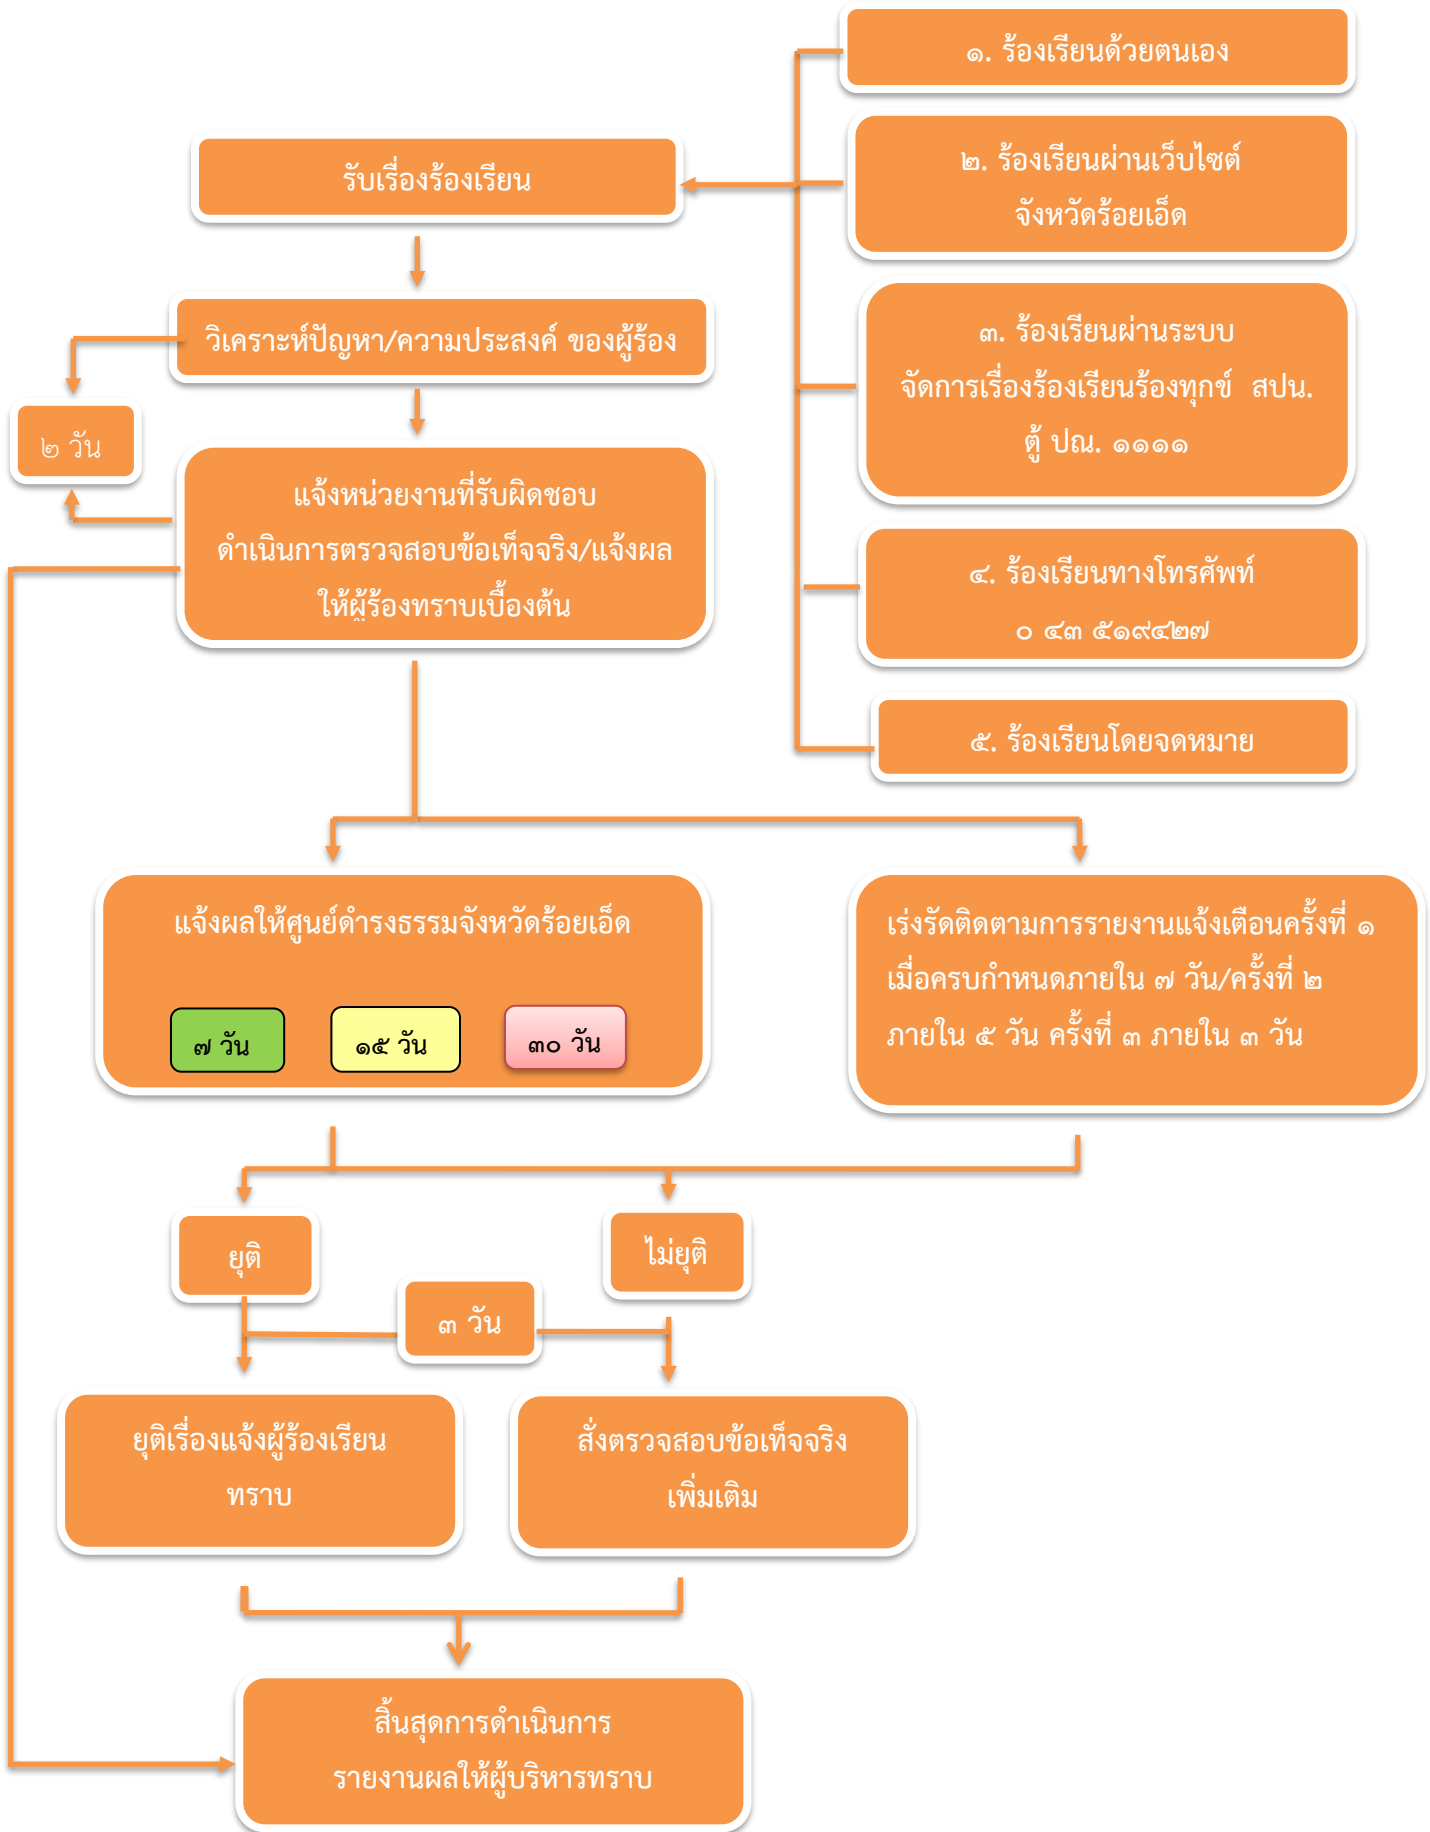 ๑. ร้องเรียนด้วยตนเอง
๒. ร้องเรียนผ่านเว็บไซต์
จังหวัดร้อยเอ็ด
รับเรื่องร้องเรียน
๓. ร้องเรียนผ่านระบบ
จัดการเรื่องร้องเรียนร้องทุกข์ สปน.
ตู้ ปณ. ๑๑๑๑
วิเคราะห์ปัญหา/ความประสงค์ ของผู้ร้อง
๒ วัน
แจ้งหน่วยงานที่รับผิดชอบ
ดำเนินการตรวจสอบข้อเท็จจริง/แจ้งผล
ให้ผู้ร้องทราบเบื้องต้น
๔. ร้องเรียนทางโทรศัพท์
๐ ๔๓ ๕๑๙๔๒๗
๕. ร้องเรียนโดยจดหมาย
แจ้งผลให้ศูนย์ดำรงธรรมจังหวัดร้อยเอ็ด
๗ วัน
๑๕ วัน
๓๐ วัน
เร่งรัดติดตามการรายงานแจ้งเตือนครั้งที่ ๑
เมื่อครบกำหนดภายใน ๗ วัน/ครั้งที่ ๒
ภายใน ๕ วัน ครั้งที่ ๓ ภายใน ๓ วัน
ยุติ
ไม่ยุติ
๓ วัน
ยุติเรื่องแจ้งผู้ร้องเรียน
ทราบ
สั่งตรวจสอบข้อเท็จจริง
เพิ่มเติม
สิ้นสุดการดำเนินการ
รายงานผลให้ผู้บริหารทราบ